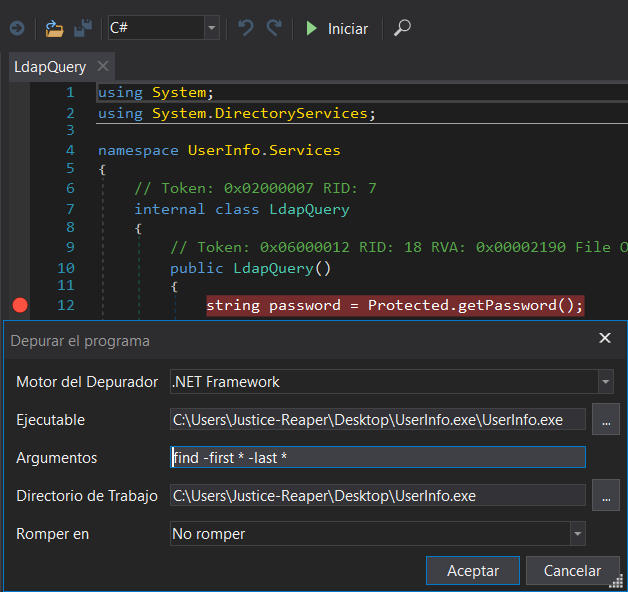 C# Iniciar
LdapQuery
1 using System;
2 using System.DirectoryServices;
3
4 namespace UserInfo.Services
5 {
6 // Token: 0x02000007 RID: 7
7 internal class LdapQuery
8 {
9 // Token: 0x06000012 RID: 18 RVA: 0x00002190 File O
10 public LdapQuery()
11 {
12 string password = Protected.getPassword();
Depurar el programa
Motor del Depurador .NET Framework
Ejecutable C:\Users\Justice-Reaper\Desktop\UserInfo.exe\UserInfo.exe ...
Argumentos find -first * -last *
Directorio de Trabajo C:\Users\Justice-Reaper\Desktop\UserInfo.exe ...
Romper en No romper
Aceptar Cancelar